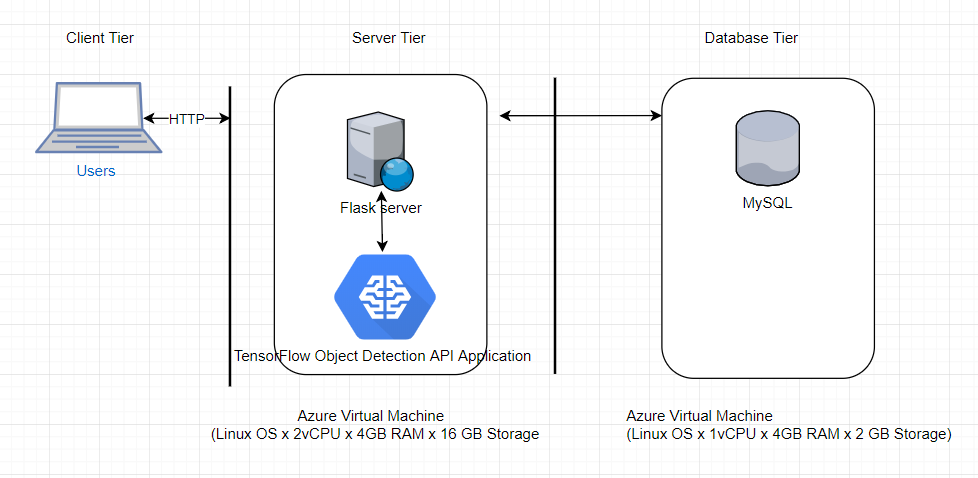 Client Tier
Server Tier
Database Tier
HTTP
Users
Flask server
MySQL
TensorFlow Object Detection API Application
Azure Virtual Machine
(Linux OS x 2vCPU x 4GB RAM x 16 GB Storage
Azure Virtual Machine
(Linux OS x 1vCPU x 4GB RAM x 2 GB Storage)